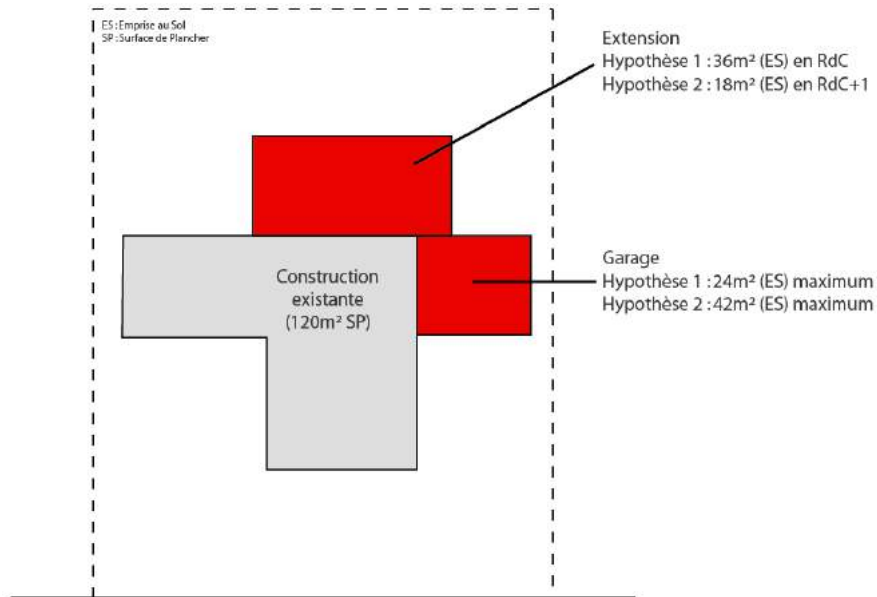 ES : Emprise au Sol
SP : Surface de Plancher
Extension
Hypothèse 1 : 36m² (ES) en RdC
Hypothèse 2 : 18m² (ES) en RdC+1
Construction
existante
(120m² SP)
Garage
Hypothèse 1 : 24m² (ES) maximum
Hypothèse 2 : 42m² (ES) maximum